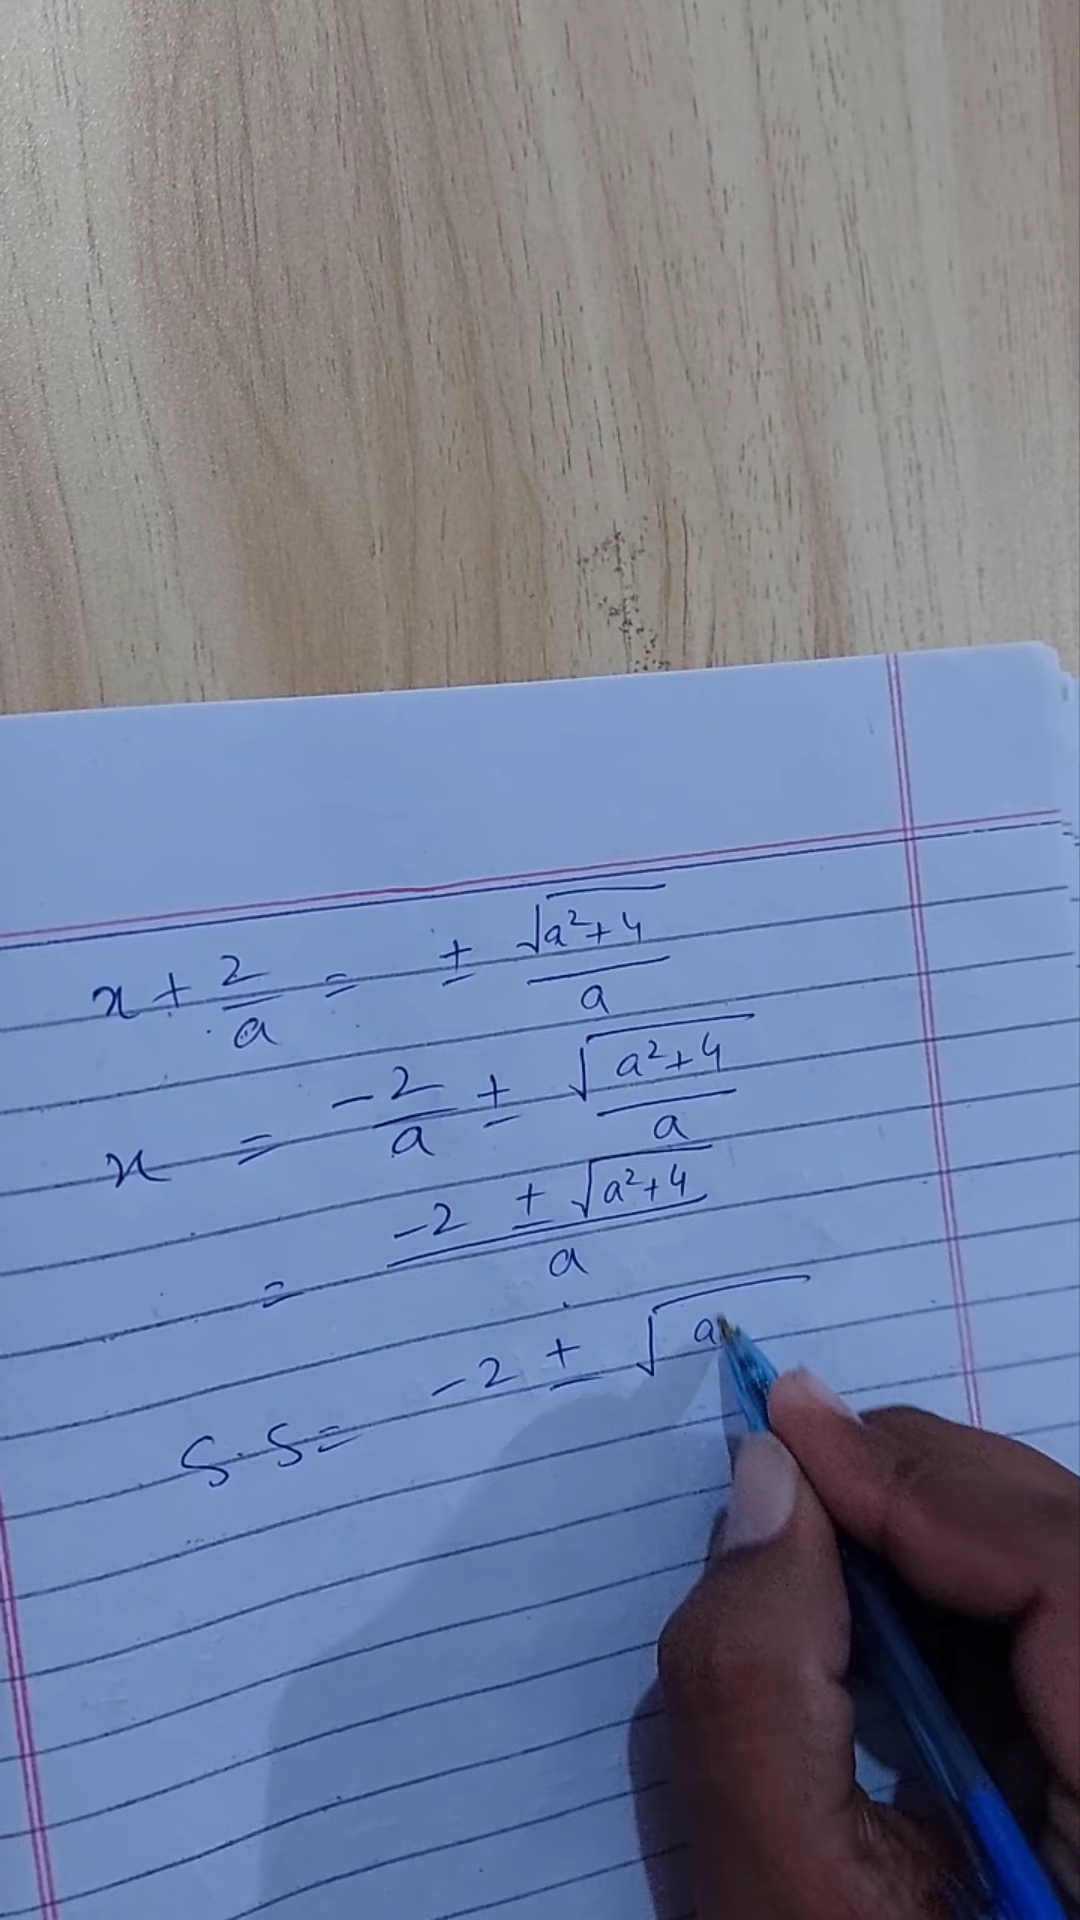 x + 2/a = ± √(a²+4)/a
x = -2/a ± √(a²+4)/a
= (-2 ± √(a²+4))/a
S.S= -2 ± √a